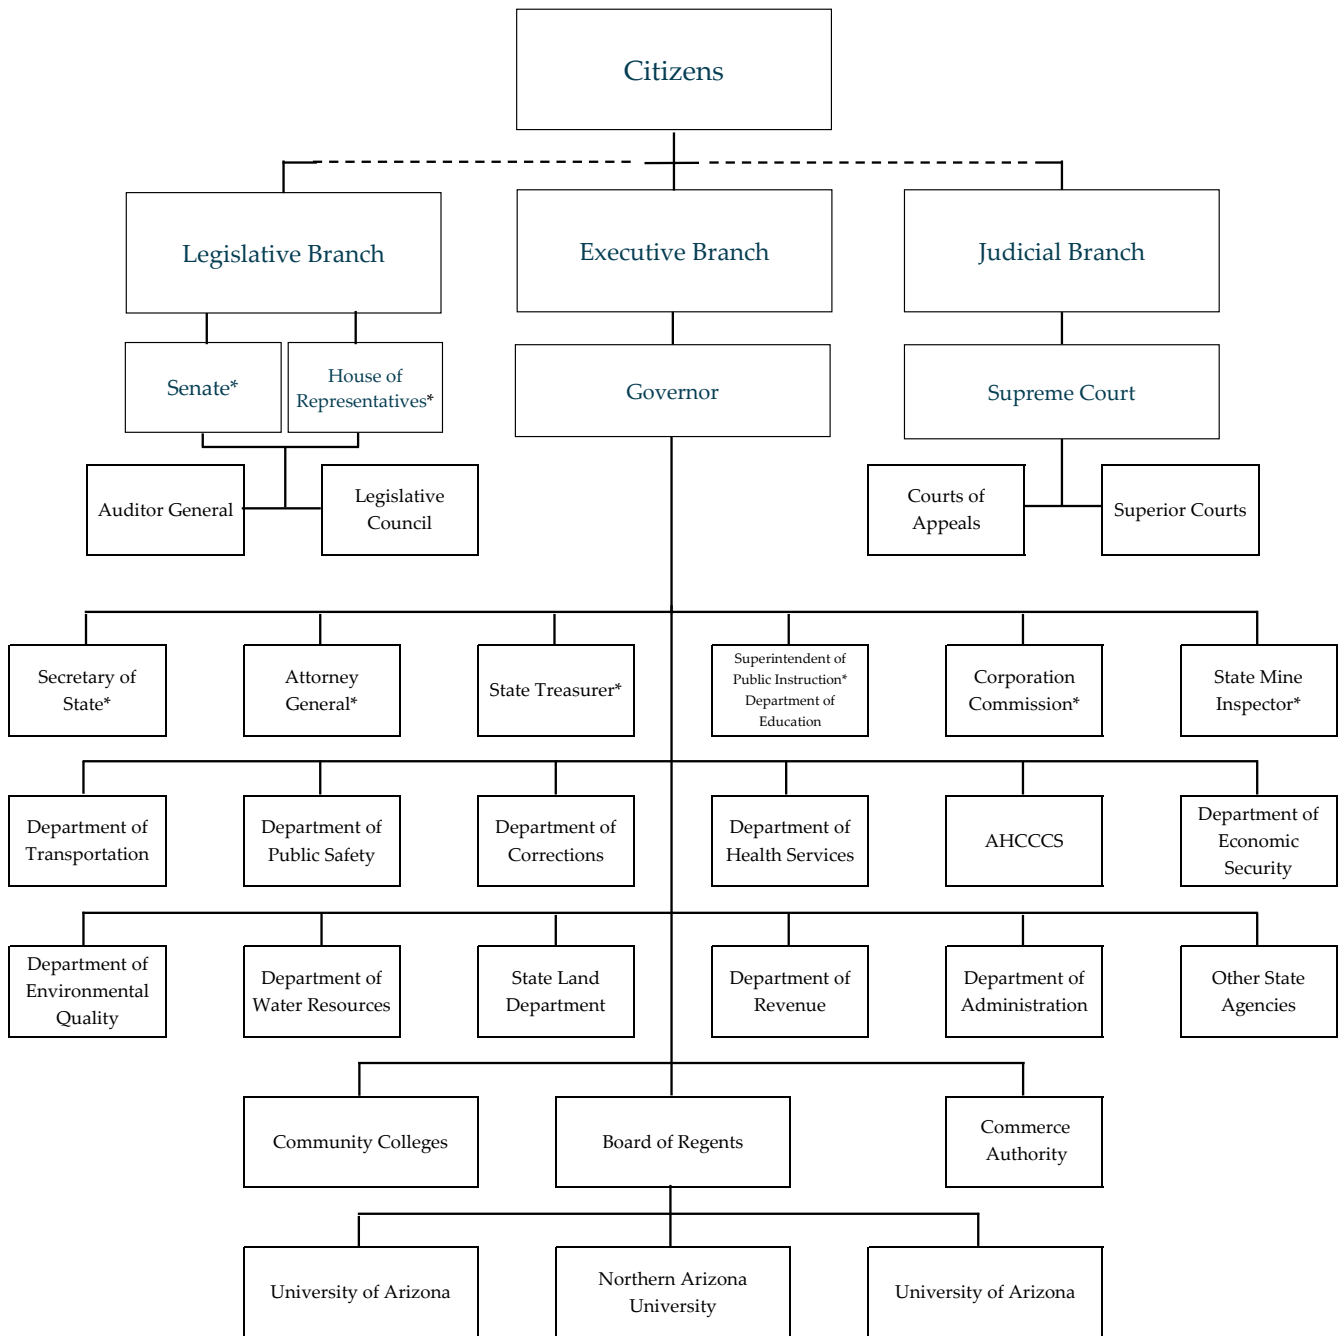 Citizens
Legislative Branch
Executive Branch
Judicial Branch
Senate*
House of
Representatives*
Governor
Supreme Court
Auditor General
Legislative
Council
Courts of
Appeals
Superior Courts
Secretary of
State*
Attorney
General*
State Treasurer*
Superintendent of
Public Instruction*
Department of
Education
Corporation
Commission*
State Mine
Inspector*
Department of
Transportation
Department of
Public Safety
Department of
Corrections
Department of
Health Services
AHCCCS
Department of
Economic
Security
Department of
Environmental
Quality
Department of
Water Resources
State Land
Department
Department of
Revenue
Department of
Administration
Other State
Agencies
Community Colleges
Board of Regents
Commerce
Authority
University of Arizona
Northern Arizona
University
University of Arizona